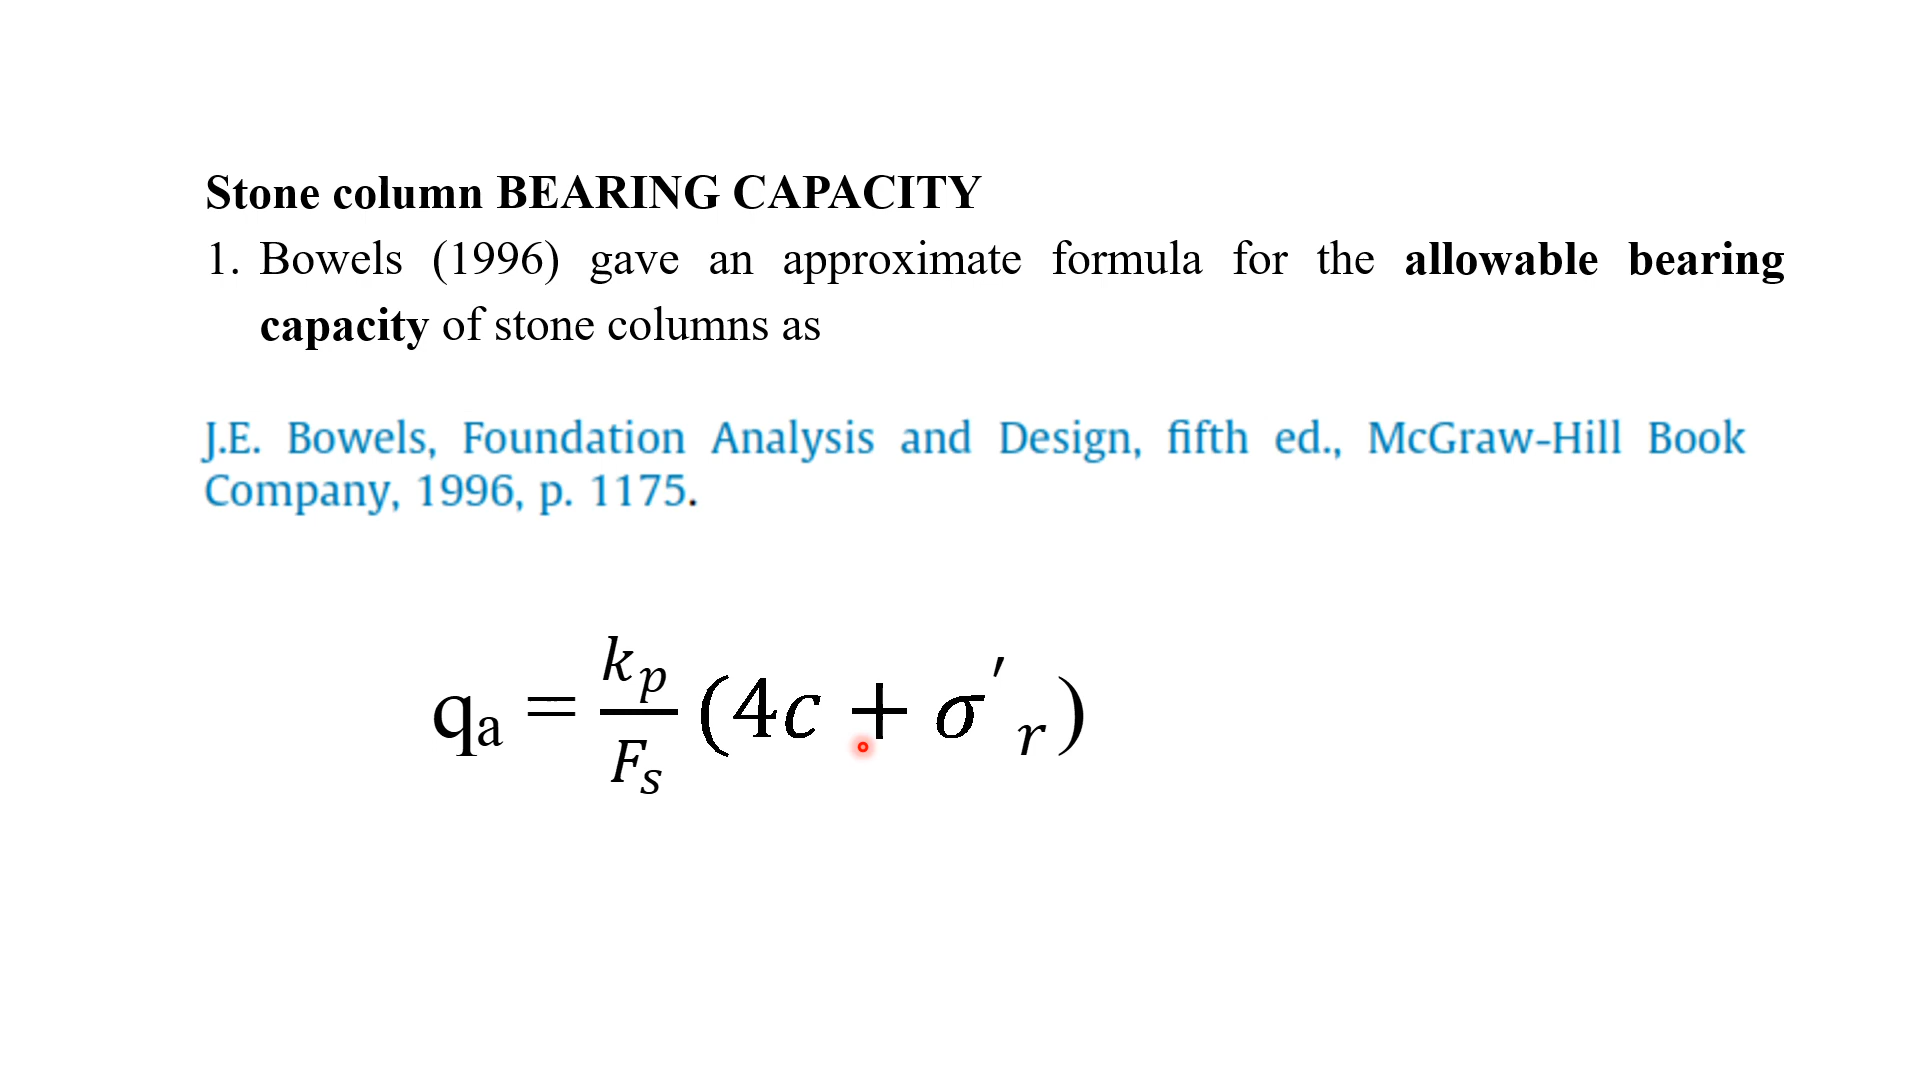 Stone column BEARING CAPACITY
1. Bowels (1996) gave an approximate formula for the allowable bearing
capacity of stone columns as
J.E. Bowels, Foundation Analysis and Design, fifth ed., McGraw-Hill Book
Company, 1996, p. 1175.
qₐ = kₚ/Fₛ (4c + σ′ᵣ)